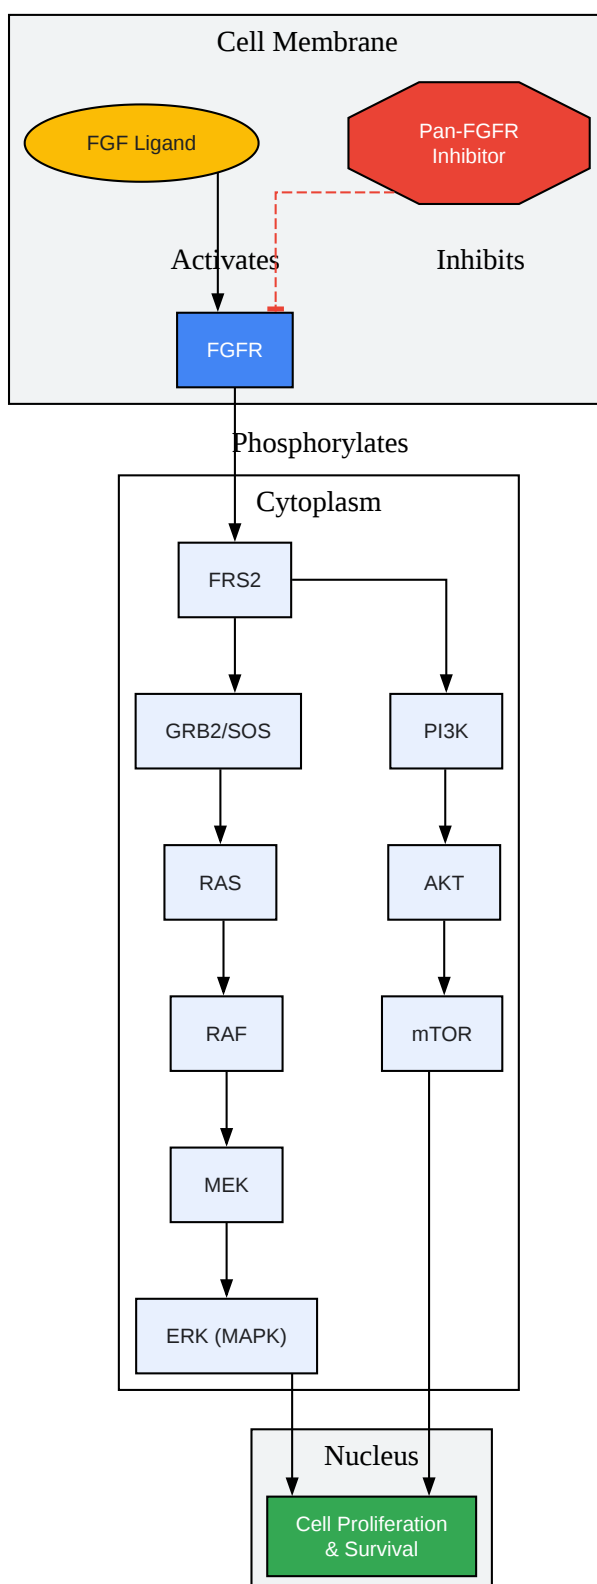 Cell Membrane
FGF Ligand
Pan-FGFR
Inhibitor
Activates
Inhibits
FGFR
Phosphorylates
Cytoplasm
FRS2
GRB2/SOS
PI3K
RAS
AKT
RAF
mTOR
MEK
ERK (MAPK)
Nucleus
Cell Proliferation
& Survival